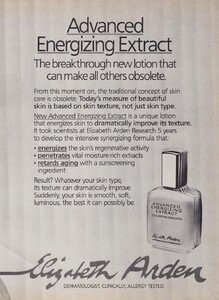 Advanced
Energizing Extract
The breakthrough new lotion that
can make all others obsolete.
From this moment on, the traditional concept of skin
care is obsolete. Today's measure of beautiful
skin is based on skin texture, not just skin type.
New Advanced Energizing Extract is a unique lotion
that energizes skin to dramatically improve its texture.
It took scientists at Elizabeth Arden Research 5 years
to develop the intensive synergizing formula that:
• energizes the skin's regenerative activity
• penetrates vital moisture-rich extracts
• retards aging with a sunscreening
ingredient
Result? Whatever your skin type,
its texture can dramatically improve.
Suddenly, your skin is smooth, soft,
luminous, the best it can possibly be.
ADVANCED
ENERGIZING
EXTRACT
Elizabeth Arden
Elizabeth Arden
DERMATOLOGIST, CLINICALLY, ALLERGY TESTED